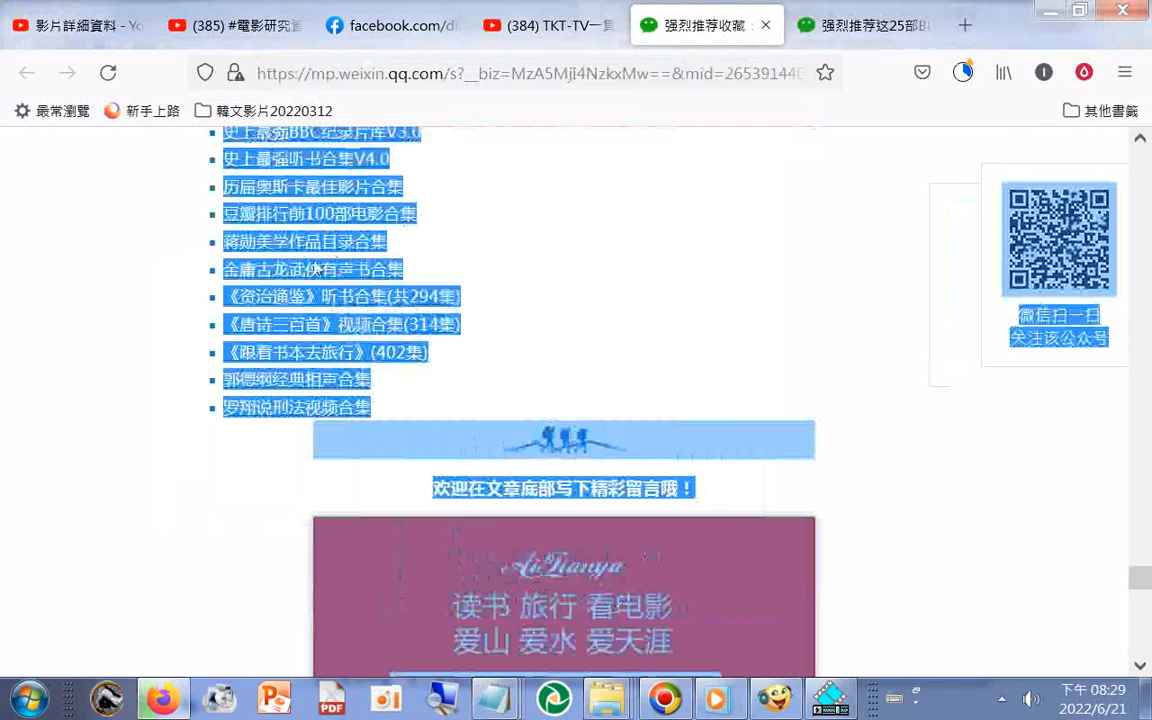 影片詳細資料 - Yo
(385) #電影研究
facebook.com/di
(384) TKT-TV一集
强烈推荐收藏：
强烈推荐这25部B
https://mp.weixin.qq.com/s?__biz=MzA5MjI4NzkxMw==&mid=26539144
最常瀏覽
新手上路
韓文影片20220312
其他書籤
史上最强BBC纪录片库V3.0
史上最强听书合集V4.0
历届奥斯卡最佳影片合集
豆瓣排行前100部电影合集
蒋勋美学作品目录合集
金庸古龙武侠有声书合集
《资治通鉴》听书合集(共294集)
《唐诗三百首》视频合集(314集)
《跟着书本去旅行》(402集)
郭德纲经典相声合集
罗翔说刑法视频合集
微信扫一扫
关注该公众号
欢迎在文章底部写下精彩留言哦！
AiTianya
读书 旅行 看电影
爱山 爱水 爱天涯
PDF
下午 08:29
2022/6/21